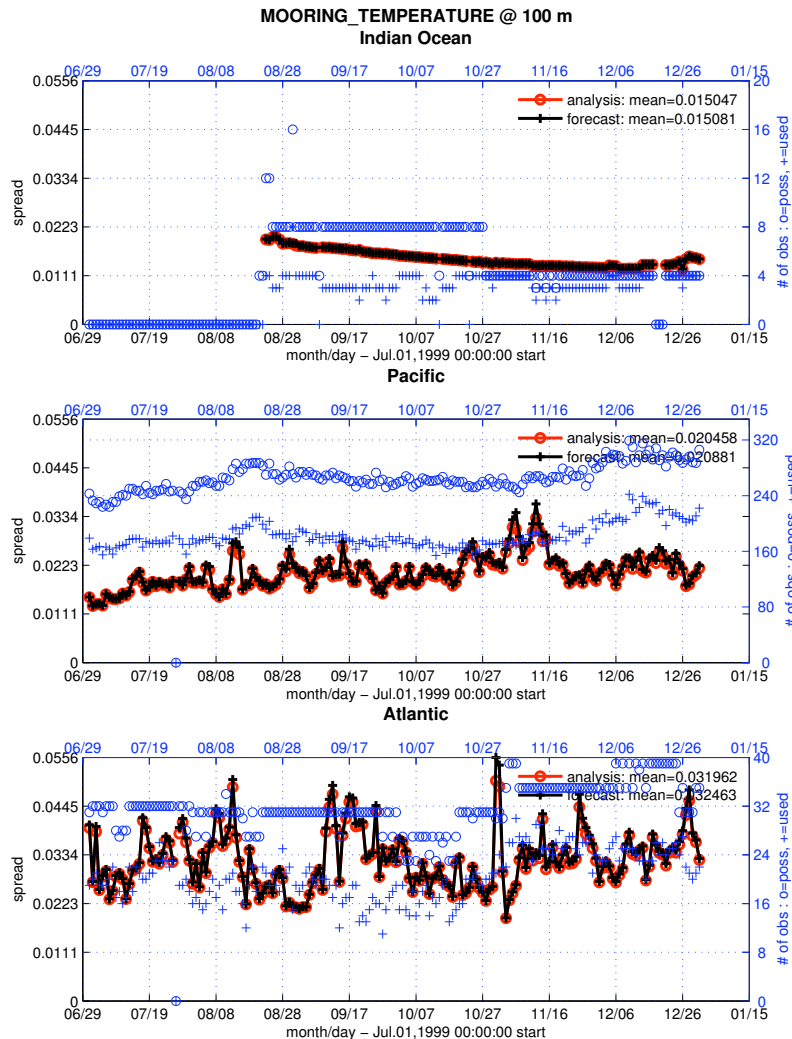 MOORING_TEMPERATURE @ 100 m
Indian Ocean
06/29 07/19 08/08 08/28 09/17 10/07 10/27 11/16 12/06 12/26 01/15
0.0556 20
analysis: mean=0.015047
forecast: mean=0.015081
0.0445 16
0.0334 12
0.0223 8
0.0111 4
0 0
spread
# of obs : o=poss, +=used
06/29 07/19 08/08 08/28 09/17 10/07 10/27 11/16 12/06 12/26 01/15
month/day − Jul.01,1999 00:00:00 start
Pacific
06/29 07/19 08/08 08/28 09/17 10/07 10/27 11/16 12/06 12/26 01/15
0.0556
analysis: mean=0.020458
forecast: mean=0.020881
320
0.0445
240
0.0334
0.0223 160
0.0111 80
0 0
spread
# of obs : o=poss, +=used
06/29 07/19 08/08 08/28 09/17 10/07 10/27 11/16 12/06 12/26 01/15
month/day − Jul.01,1999 00:00:00 start
Atlantic
06/29 07/19 08/08 08/28 09/17 10/07 10/27 11/16 12/06 12/26 01/15
0.0556 40
analysis: mean=0.031962
forecast: mean=0.032463
0.0445 32
0.0334 24
0.0223 16
0.0111 8
0 0
spread
# of obs : o=poss, +=used
06/29 07/19 08/08 08/28 09/17 10/07 10/27 11/16 12/06 12/26 01/15
month/day − Jul.01,1999 00:00:00 start